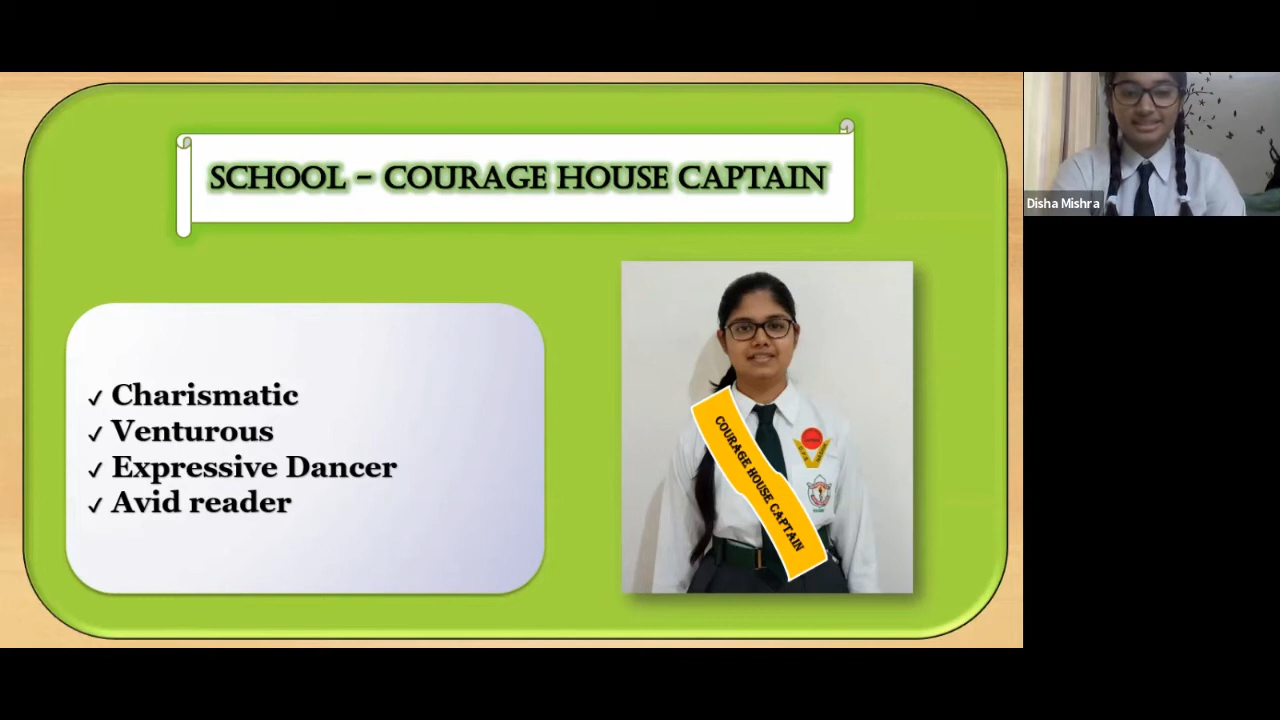 SCHOOL – COURAGE HOUSE CAPTAIN
Disha Mishra
✓ Charismatic
✓ Venturous
✓ Expressive Dancer
✓ Avid reader
COURAGE HOUSE CAPTAIN